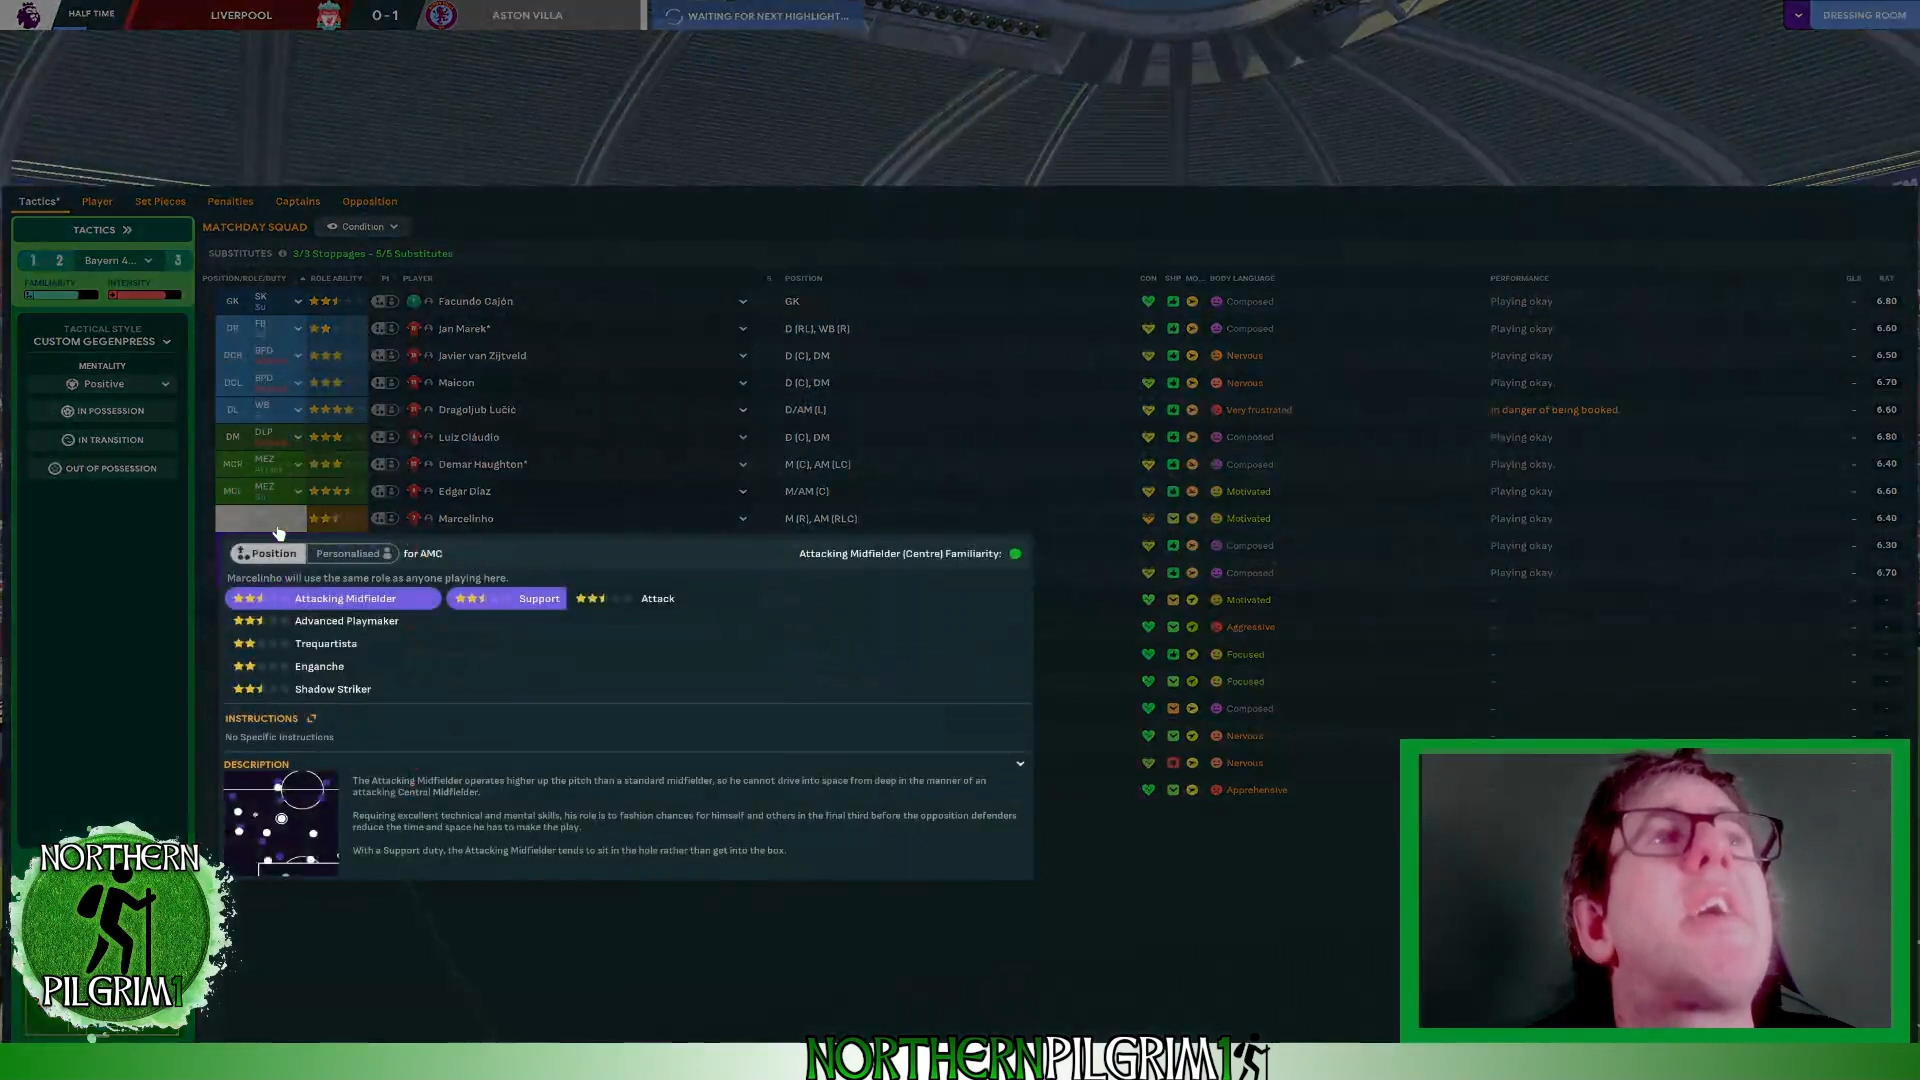 HALF TIME
LIVERPOOL
0-1
ASTON VILLA
WAITING FOR NEXT HIGHLIGHT...
DRESSING ROOM
Tactics*
Player
Set Pieces
Penalties
Captains
Opposition
TACTICS
MATCHDAY SQUAD
Condition
SUBSTITUTES 3/3 Stoppages - 5/5 Substitutes
1 2 Bayern 4... 3
FAMILIARITY
INTENSITY
TACTICAL STYLE
CUSTOM GEGENPRESS
MENTALITY
Positive
IN POSSESSION
IN TRANSITION
OUT OF POSSESSION
POSITION/ROLE/DUTY ROLE ABILITY PI PLAYER S POSITION CON SHP MO... BODY LANGUAGE PERFORMANCE GLS RAT
GK SK Su Facundo Cajón GK Composed Playing okay - 6.80
DR FB Jan Marek* D (RL), WB (R) Composed Playing okay - 6.60
DCR BPD Javier van Zijtveld D (C), DM Nervous Playing okay - 6.50
DCL BPD Maicon D (C), DM Nervous Playing okay. - 6.70
DL WB Dragoljub Lučić D/AM (L) Very frustrated In danger of being booked. - 6.60
DM DLP Luiz Cláudio D (C), DM Composed Playing okay - 6.80
MCR MEZ Attack Demar Haughton* M (C), AM (LC) Composed Playing okay. - 6.40
MCL MEZ Su Edgar Díaz M/AM (C) Motivated Playing okay - 6.60
Marcelinho M (R), AM (RLC) Motivated Playing okay - 6.40
Composed Playing okay. - 6.30
Composed Playing okay. - 6.70
Motivated - - -
Aggressive - - -
Focused - - -
Focused - - -
Composed - - -
Nervous - - -
Nervous
Apprehensive
Position Personalised for AMC
Attacking Midfielder (Centre) Familiarity:
Marcelinho will use the same role as anyone playing here.
Attacking Midfielder Support Attack
Advanced Playmaker
Trequartista
Enganche
Shadow Striker
INSTRUCTIONS
No Specific Instructions
DESCRIPTION
The Attacking Midfielder operates higher up the pitch than a standard midfielder, so he cannot drive into space from deep in the manner of an
attacking Central Midfielder.
Requiring excellent technical and mental skills, his role is to fashion chances for himself and others in the final third before the opposition defenders
reduce the time and space he has to make the play.
With a Support duty, the Attacking Midfielder tends to sit in the hole rather than get into the box.
NORTHERN
PILGRIM1
NORTHERNPILGRIM1